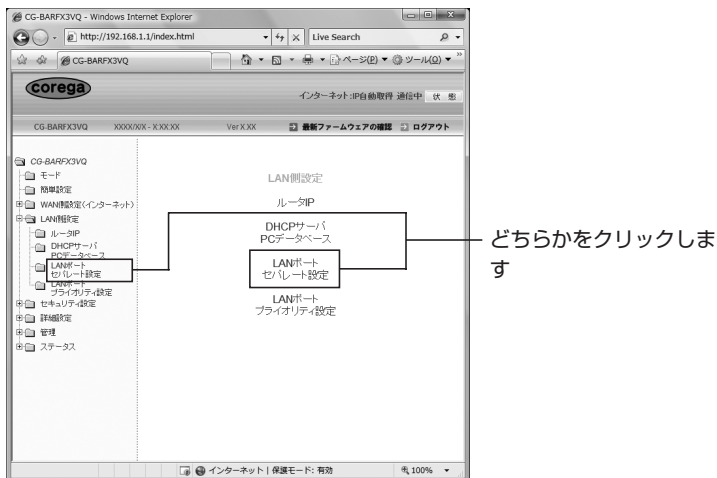 CG-BARFX3VQ - Windows Internet Explorer
http://192.168.1.1/index.html
Live Search
CG-BARFX3VQ
ページ(P)
ツール(O)
corega
インターネット:IP自動取得 通信中 状態
CG-BARFX3VQ
XXXX/XX - X XX XX
Ver X.XX
最新ファームウェアの確認
ログアウト
CG-BARFX3VQ
モード
簡単設定
WAN側設定(インターネット)
LAN側設定
ルータIP
DHCPサーバ
PCデータベース
LANポート
セパレート設定
LANポート
プライオリティ設定
セキュリティ設定
詳細設定
管理
ステータス
LAN側設定
ルータIP
DHCPサーバ
PCデータベース
LANポート
セパレート設定
LANポート
プライオリティ設定
どちらかをクリックしま
す
インターネット | 保護モード: 有効
100%